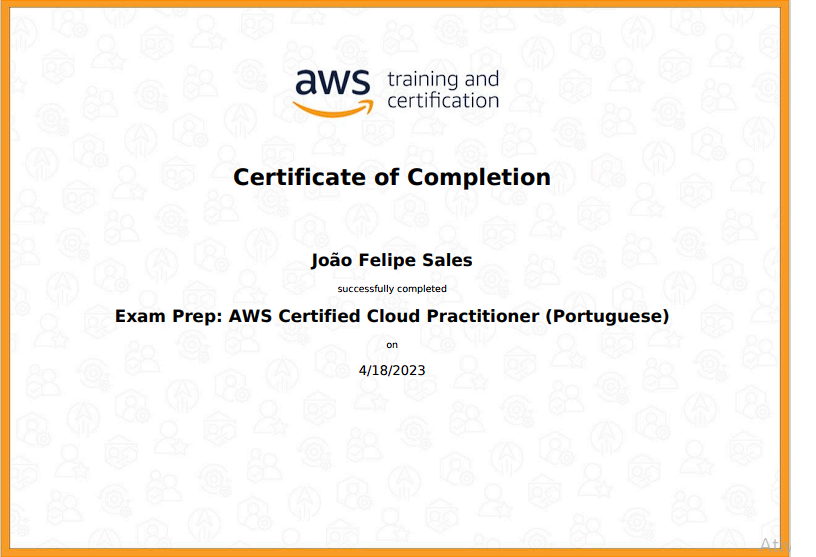 aws training and
certification
Certificate of Completion
João Felipe Sales
successfully completed
Exam Prep: AWS Certified Cloud Practitioner (Portuguese)
on
4/18/2023